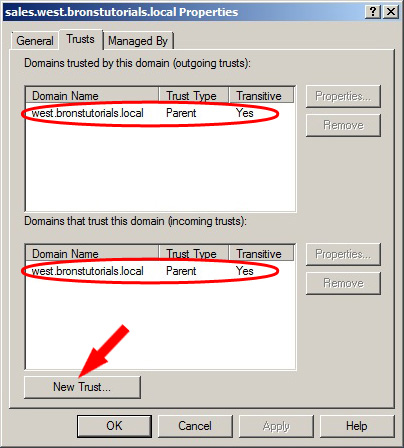 sales.west.bronstutorials.local Properties
General Trusts Managed By
Domains trusted by this domain (outgoing trusts):
Domain Name Trust Type Transitive Properties...
west.bronstutorials.local Parent Yes
Remove
Domains that trust this domain (incoming trusts):
Domain Name Trust Type Transitive Properties...
west.bronstutorials.local Parent Yes
Remove
New Trust...
OK Cancel Apply Help